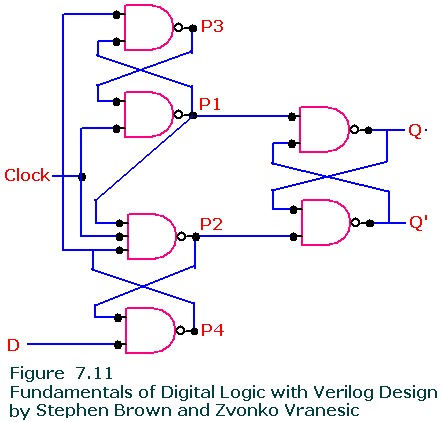 P3
P1
Q
Clock
P2
Q'
P4
D
Figure 7.11
Fundamentals of Digital Logic with Verilog Design
by Stephen Brown and Zvonko Vranesic